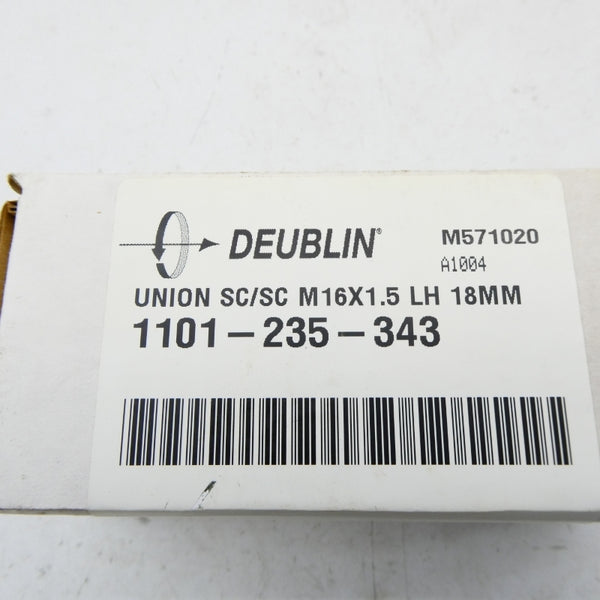 DEUBLIN® M571020
A1004
UNION SC/SC M16X1.5 LH 18MM
1101-235-343